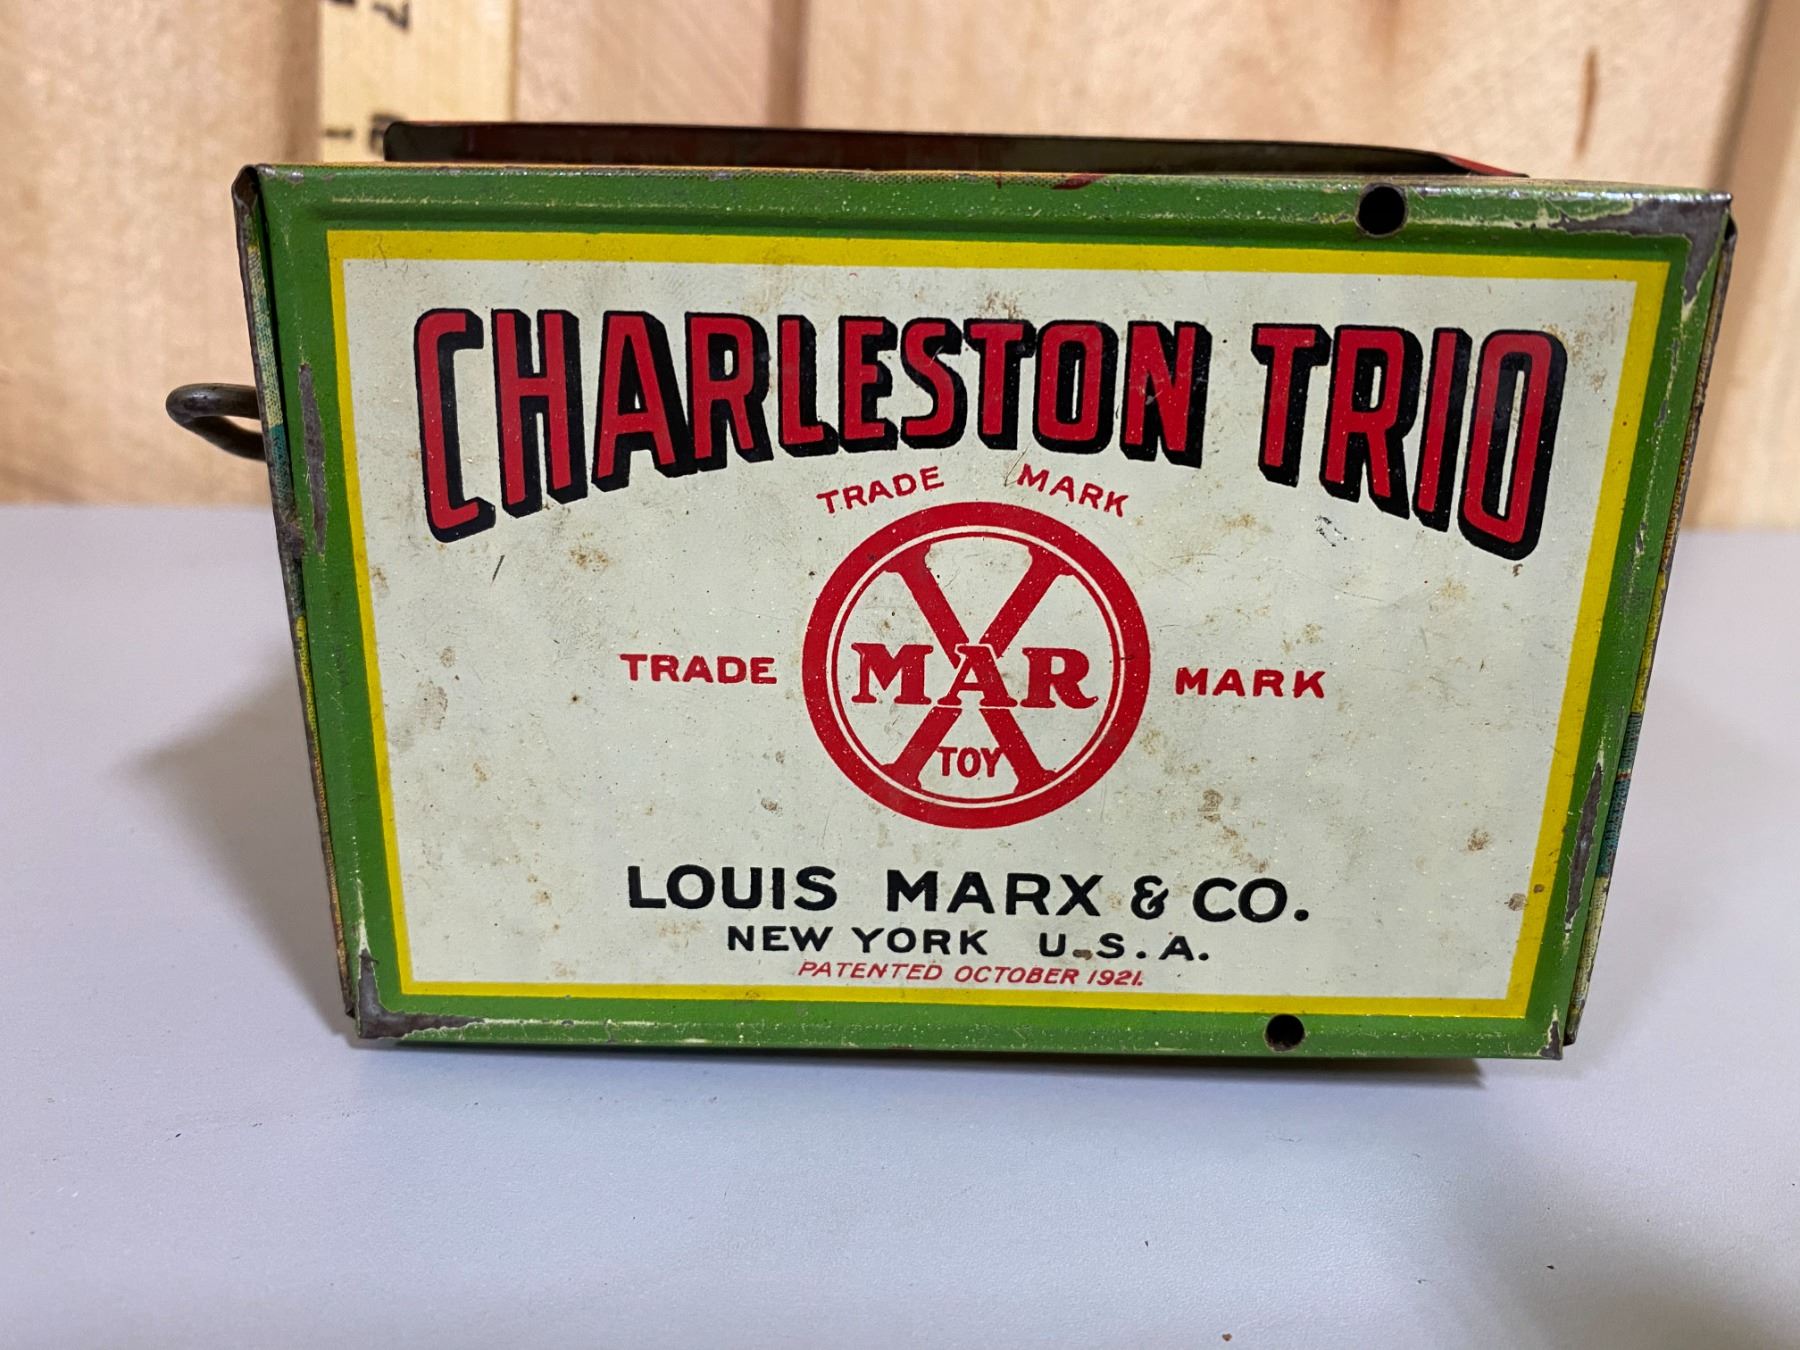 CHARLESTON TRIO
TRADE MARK
TRADE MARK
MAR
X
TOY
LOUIS MARX & CO.
NEW YORK U.S.A.
PATENTED OCTOBER 1921.